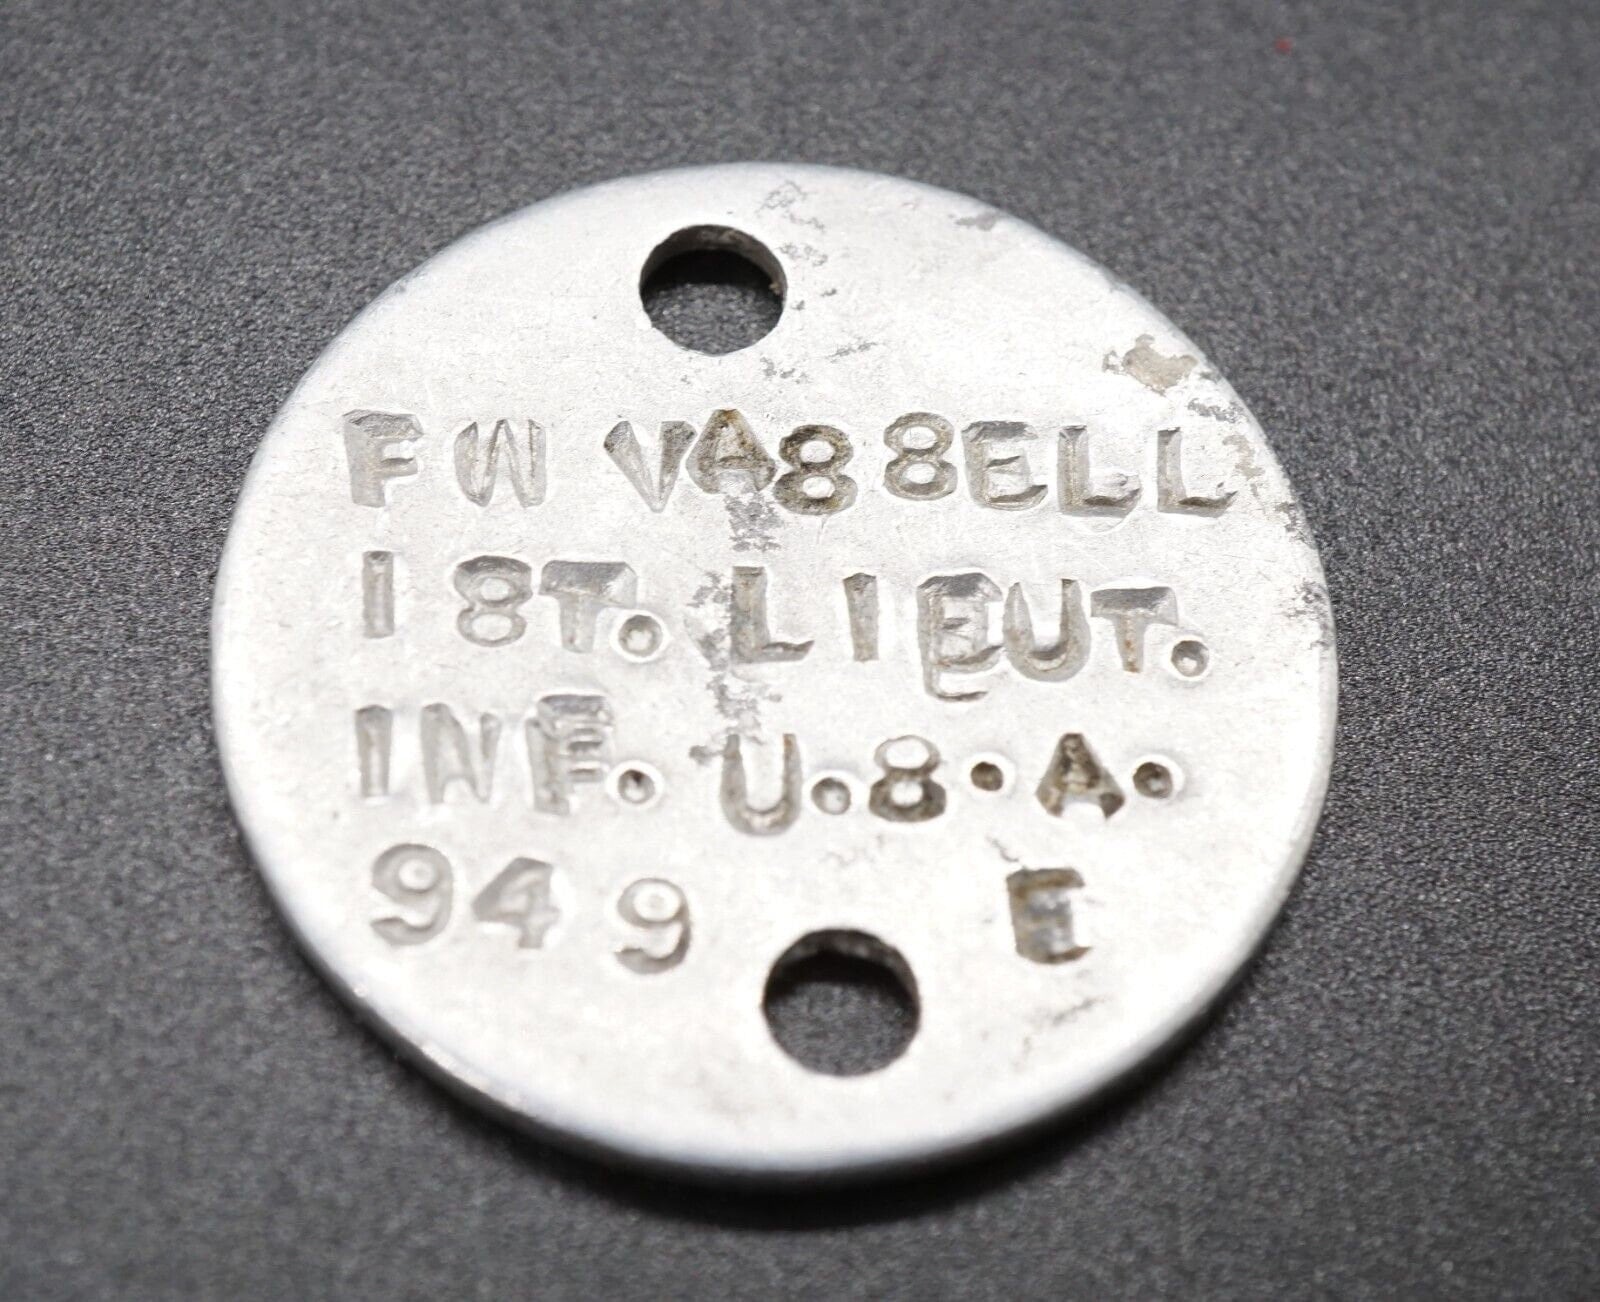 FW VA88ELL
1 8T. LIEUT.
INF. U.8.A.
949 E